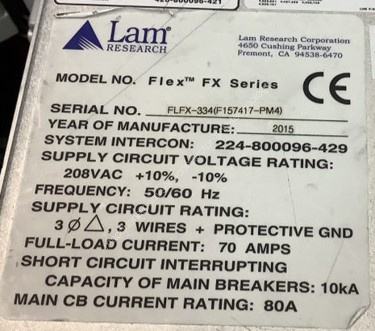 228-800096-421
Lam
RESEARCH
Lam Research Corporation
4650 Cushing Parkway
Fremont, CA 94538-6470
MODEL NO. Flex™ FX Series
CE
SERIAL NO. FLFX-334(F157417-PM4)
YEAR OF MANUFACTURE: 2015
SYSTEM INTERCON: 224-800096-429
SUPPLY CIRCUIT VOLTAGE RATING:
208VAC +10%, -10%
FREQUENCY: 50/60 Hz
SUPPLY CIRCUIT RATING:
3 Ø △, 3 WIRES + PROTECTIVE GND
FULL-LOAD CURRENT: 70 AMPS
SHORT CIRCUIT INTERRUPTING
CAPACITY OF MAIN BREAKERS: 10kA
MAIN CB CURRENT RATING: 80A